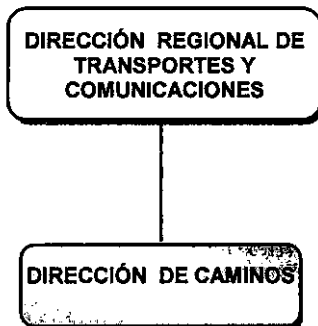 DIRECCIÓN REGIONAL DE
TRANSPORTES Y
COMUNICACIONES
DIRECCIÓN DE CAMINOS